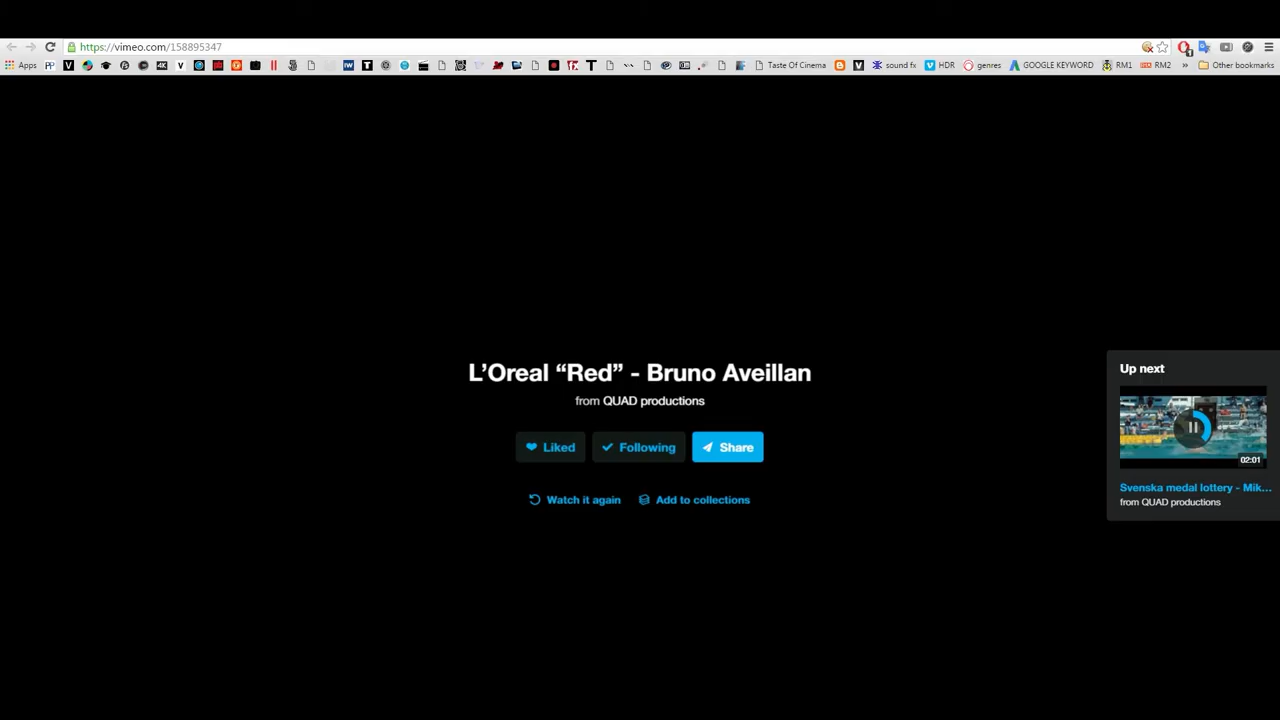 https://vimeo.com/158895347
Apps
Taste Of Cinema
sound fx
HDR
genres
GOOGLE KEYWORD
RM1
RM2
»
Other bookmarks
L’Oreal “Red” - Bruno Aveillan
from QUAD productions
Liked
Following
Share
Watch it again
Add to collections
Up next
02:01
Svenska medal lottery - Mik...
from QUAD productions